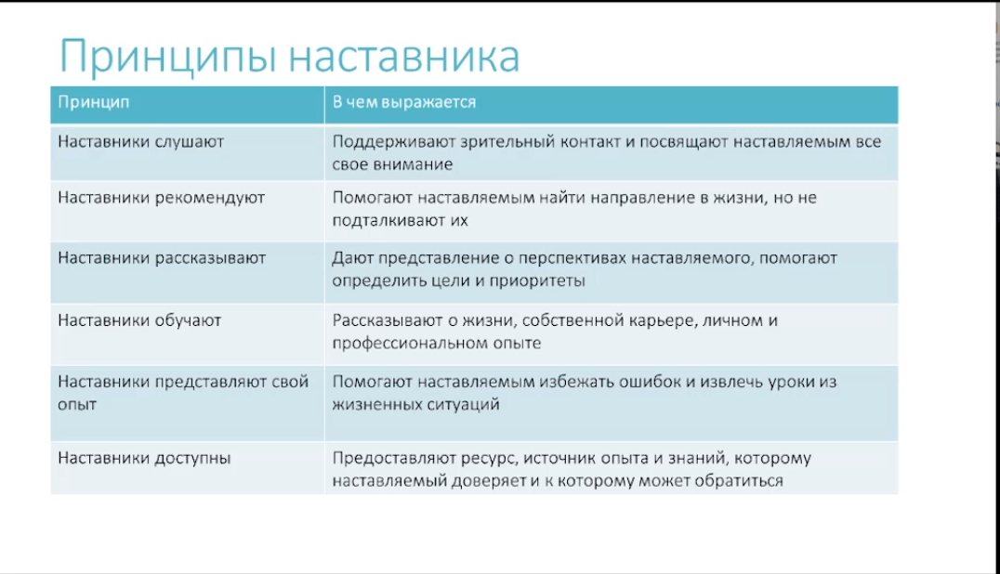 Принципы наставника
Принцип
В чем выражается
Наставники слушают
Поддерживают зрительный контакт и посвящают наставляемым все
свое внимание
Наставники рекомендуют
Помогают наставляемым найти направление в жизни, но не
подталкивают их
Наставники рассказывают
Дают представление о перспективах наставляемого, помогают
определить цели и приоритеты
Наставники обучают
Рассказывают о жизни, собственной карьере, личном и
профессиональном опыте
Наставники представляют свой
опыт
Помогают наставляемым избежать ошибок и извлечь уроки из
жизненных ситуаций
Наставники доступны
Предоставляют ресурс, источник опыта и знаний, которому
наставляемый доверяет и к которому может обратиться